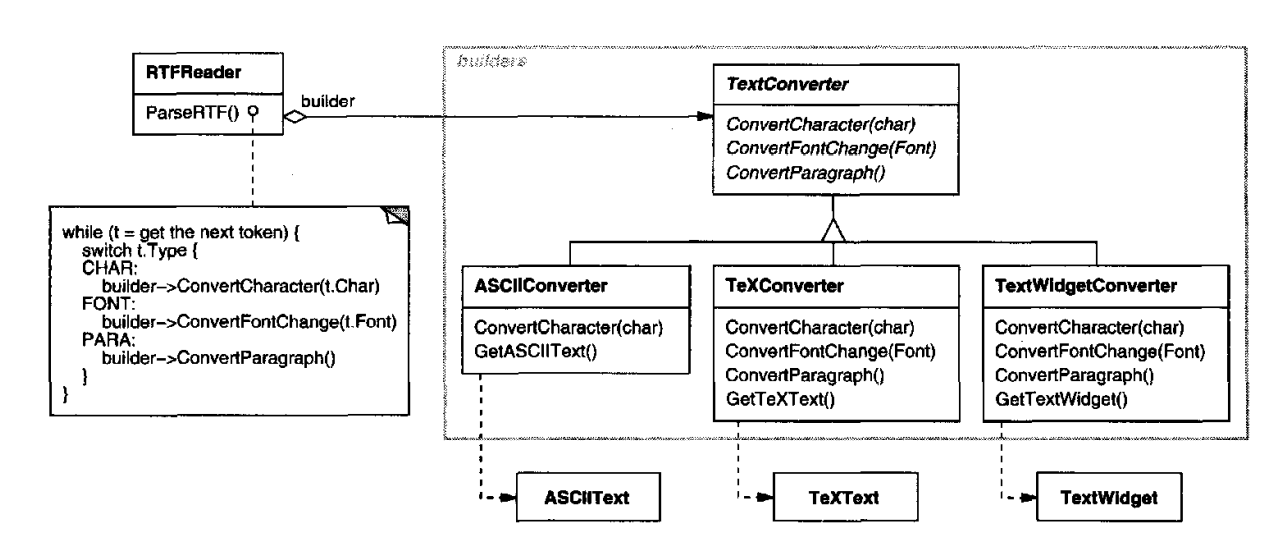 RTFReader
ParseRTF()
builder
while (t = get the next token) {
switch t.Type {
CHAR:
builder->ConvertCharacter(t.Char)
FONT:
builder->ConvertFontChange(t.Font)
PARA:
builder->ConvertParagraph()
}
}
builders
TextConverter
ConvertCharacter(char)
ConvertFontChange(Font)
ConvertParagraph()
ASCIIConverter
ConvertCharacter(char)
GetASCIIText()
TeXConverter
ConvertCharacter(char)
ConvertFontChange(Font)
ConvertParagraph()
GetTeXText()
TextWidgetConverter
ConvertCharacter(char)
ConvertFontChange(Font)
ConvertParagraph()
GetTextWidget()
ASCIIText
TeXText
TextWidget